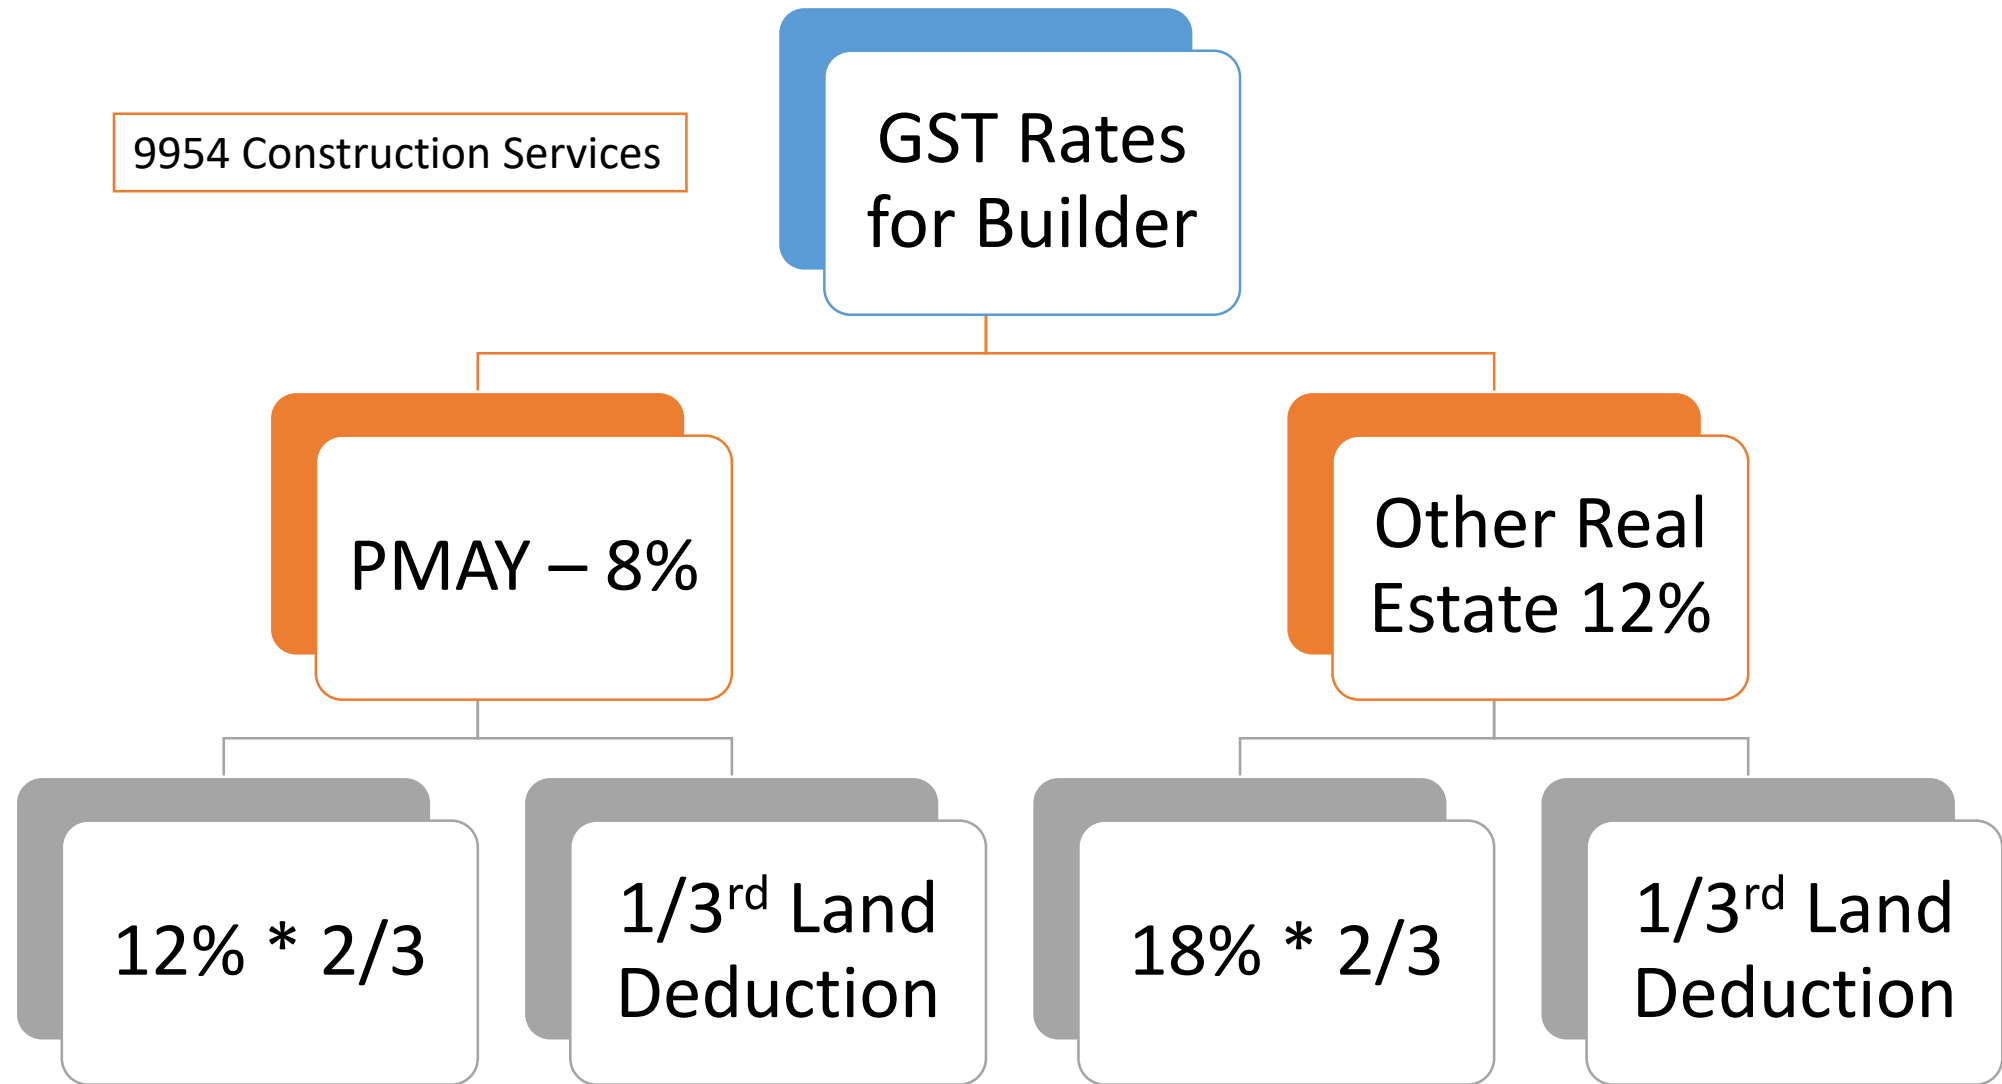 9954 Construction Services
GST Rates
for Builder
PMAY – 8%
Other Real
Estate 12%
12% * 2/3
1/3rd Land
Deduction
18% * 2/3
1/3rd Land
Deduction